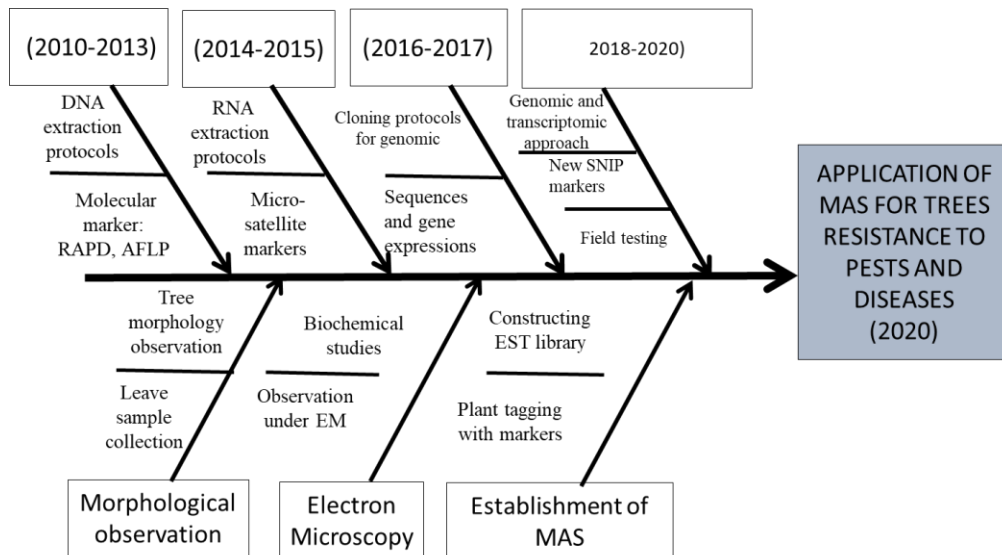 (2010-2013)
(2014-2015)
(2016-2017)
2018-2020)
DNA
extraction
protocols
Molecular
marker:
RAPD, AFLP
RNA
extraction
protocols
Micro-
satellite
markers
Cloning protocols
for genomic
Sequences
and gene
expressions
Genomic and
transcriptomic
approach
New SNIP
markers
Field testing
APPLICATION OF
MAS FOR TREES
RESISTANCE TO
PESTS AND
DISEASES
(2020)
Tree
morphology
observation
Leave
sample
collection
Biochemical
studies
Observation
under EM
Constructing
EST library
Plant tagging
with markers
Morphological
observation
Electron
Microscopy
Establishment of
MAS